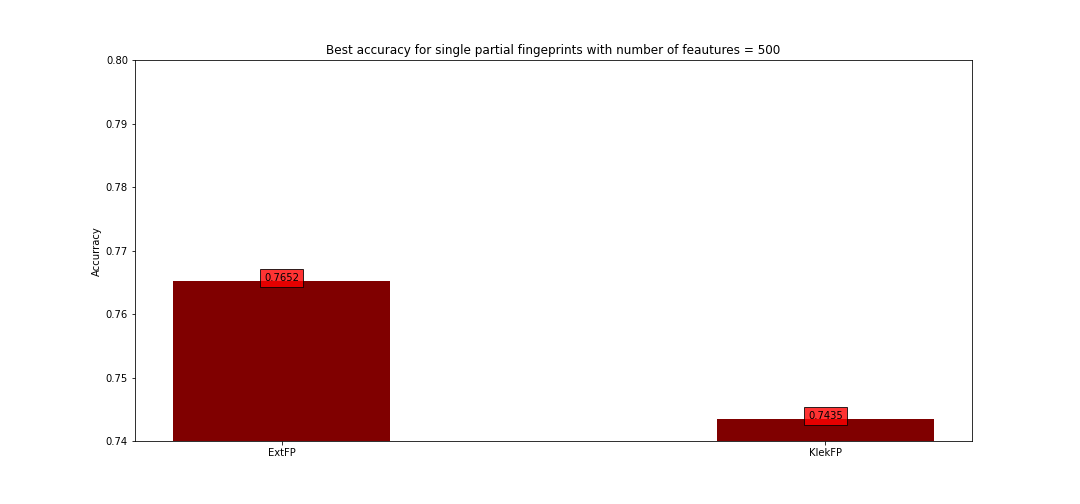 Best accuracy for single partial fingeprints with number of feautures = 500
0.80
0.79
0.78
0.77
0.76
0.75
0.74
Accurracy
0.7652
0.7435
ExtFP
KlekFP